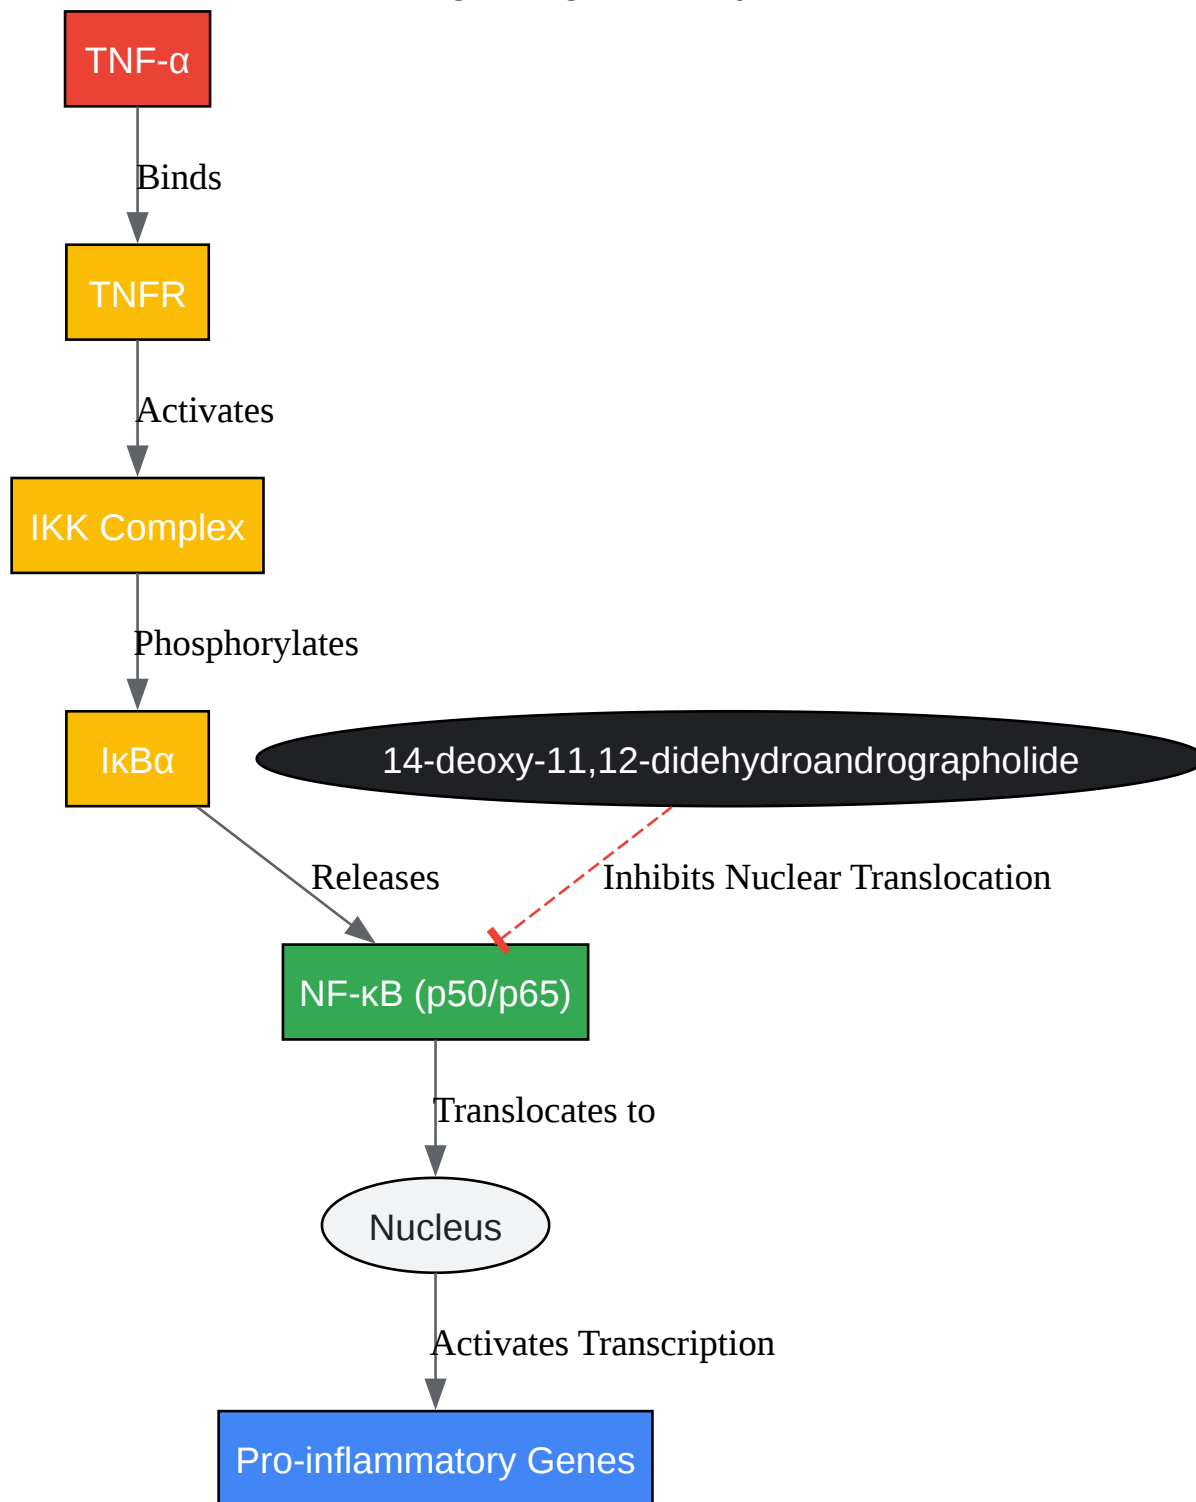 TNF-α
Binds
TNFR
Activates
IKK Complex
Phosphorylates
IκBα
14-deoxy-11,12-didehydroandrographolide
Releases
Inhibits Nuclear Translocation
NF-κB (p50/p65)
Translocates to
Nucleus
Activates Transcription
Pro-inflammatory Genes